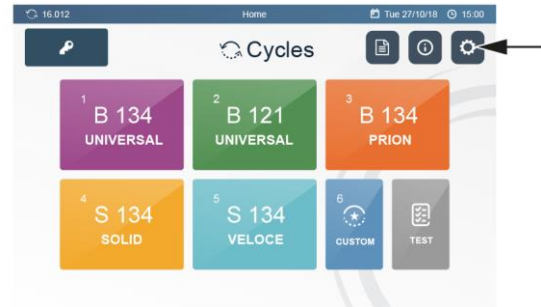 16.012 Home Tue 27/10/18 15:00
Cycles
1
B 134
UNIVERSAL
2
B 121
UNIVERSAL
3
B 134
PRION
4
S 134
SOLID
5
S 134
VELOCE
6
CUSTOM
TEST